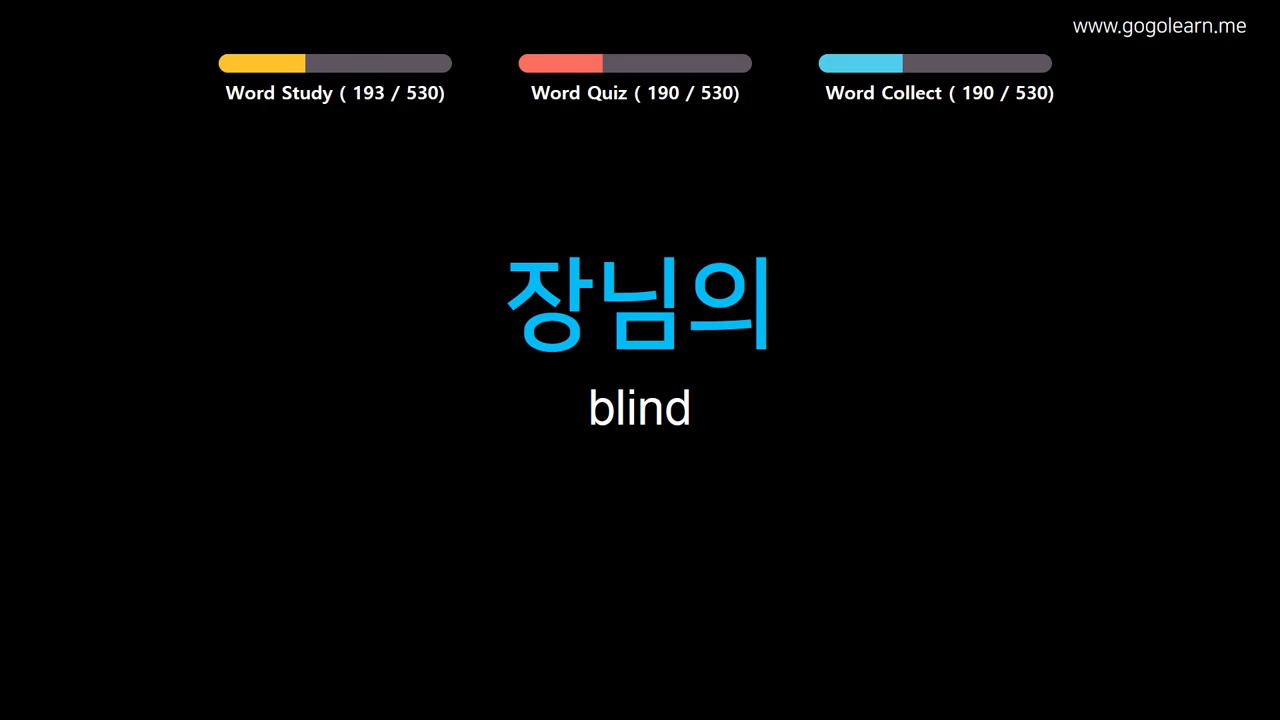 www.gogolearn.me
Word Study ( 193 / 530)
Word Quiz ( 190 / 530)
Word Collect ( 190 / 530)
장님의
blind